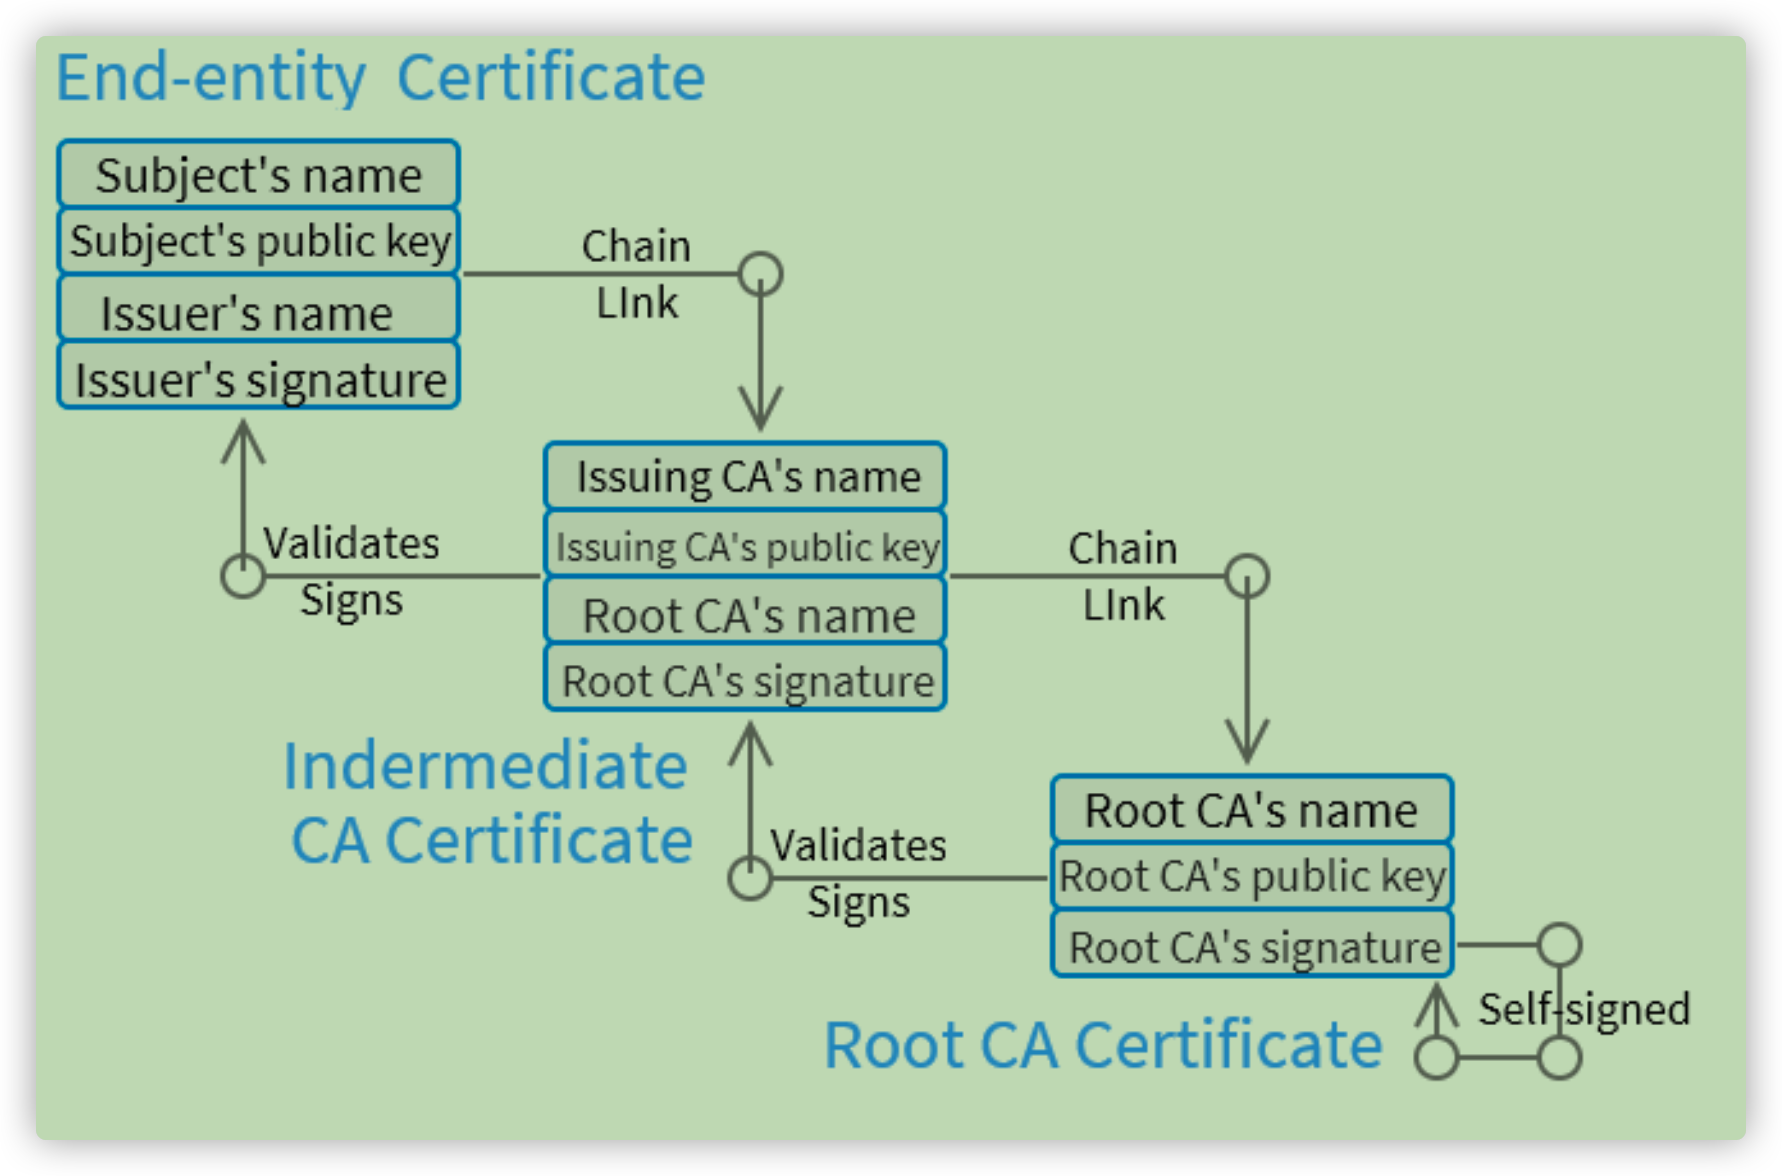 End-entity Certificate
Subject's name
Subject's public key
Issuer's name
Issuer's signature
Chain
LInk
Validates
Signs
Issuing CA's name
Issuing CA's public key
Root CA's name
Root CA's signature
Indermediate
CA Certificate
Chain
LInk
Validates
Signs
Root CA's name
Root CA's public key
Root CA's signature
Self-signed
Root CA Certificate